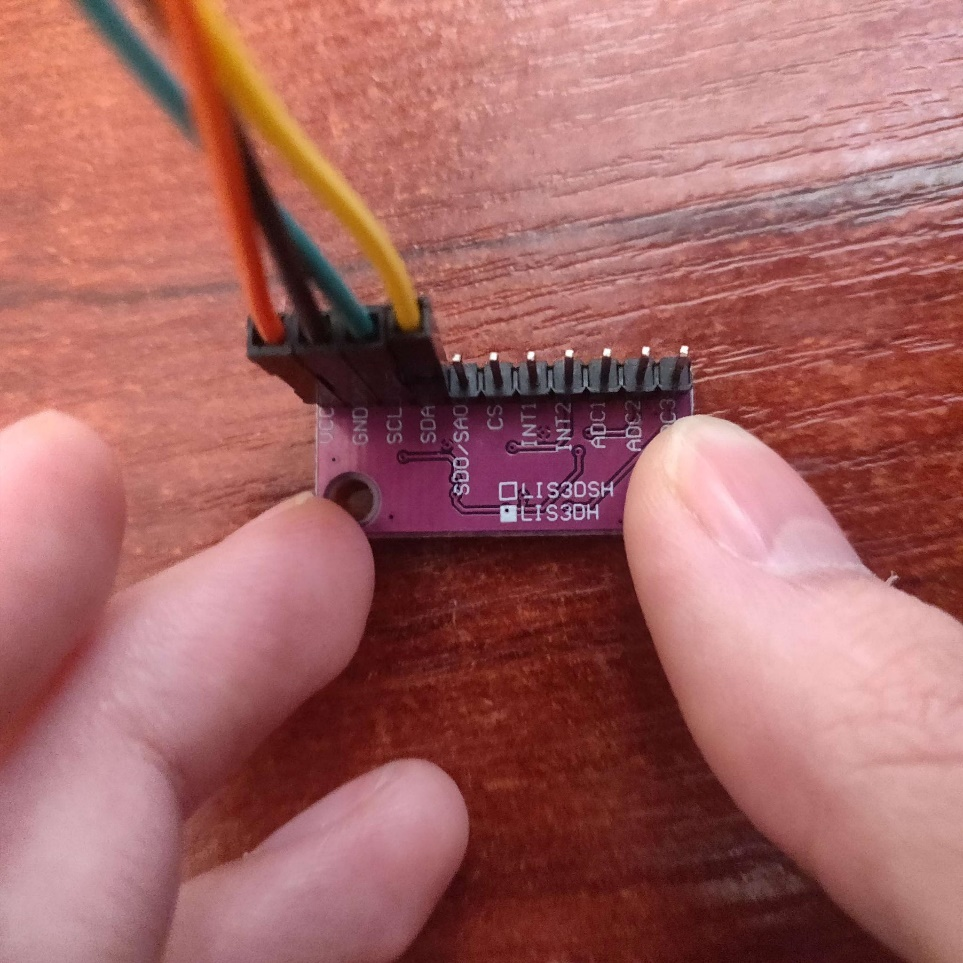 VCC
GND
SCL
SDA
SDO/SA0
CS
INT1
INT2
ADC1
ADC2
ADC3
LIS3DSH
LIS3DH